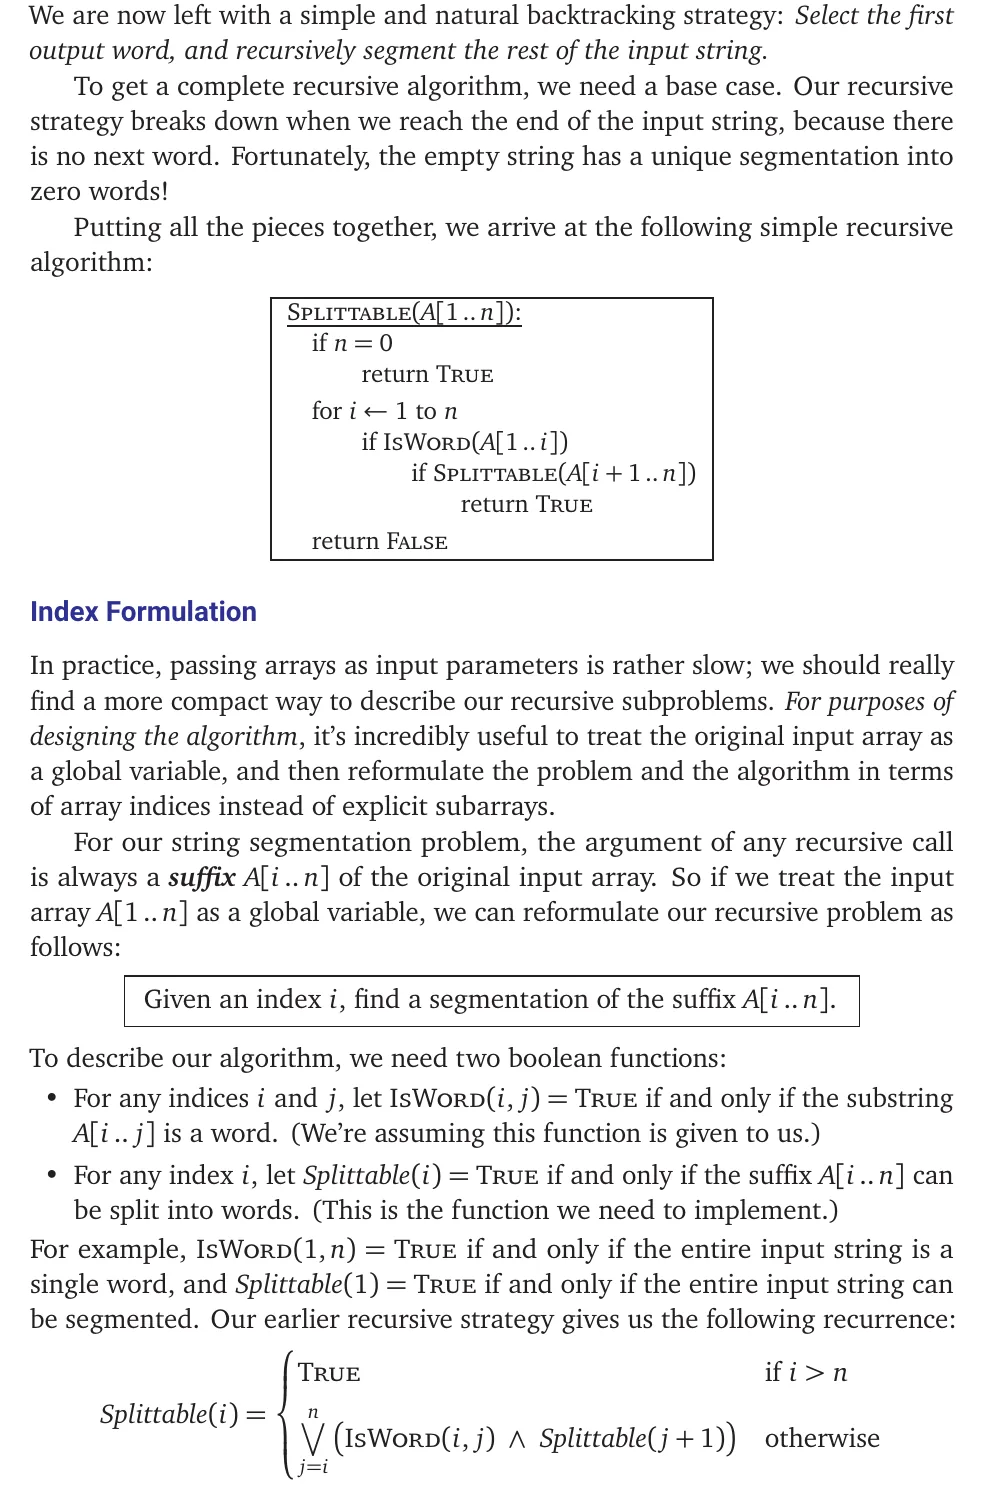 We are now left with a simple and natural backtracking strategy: Select the first
output word, and recursively segment the rest of the input string.
To get a complete recursive algorithm, we need a base case. Our recursive
strategy breaks down when we reach the end of the input string, because there
is no next word. Fortunately, the empty string has a unique segmentation into
zero words!
Putting all the pieces together, we arrive at the following simple recursive
algorithm:
Splittable(A[1 .. n]):
if n = 0
return True
for i ← 1 to n
if IsWord(A[1 .. i])
if Splittable(A[i + 1 .. n])
return True
return False
Index Formulation
In practice, passing arrays as input parameters is rather slow; we should really
find a more compact way to describe our recursive subproblems. For purposes of
designing the algorithm, it’s incredibly useful to treat the original input array as
a global variable, and then reformulate the problem and the algorithm in terms
of array indices instead of explicit subarrays.
For our string segmentation problem, the argument of any recursive call
is always a suffix A[i .. n] of the original input array. So if we treat the input
array A[1 .. n] as a global variable, we can reformulate our recursive problem as
follows:
Given an index i, find a segmentation of the suffix A[i .. n].
To describe our algorithm, we need two boolean functions:
• For any indices i and j, let IsWord(i, j) = True if and only if the substring
A[i .. j] is a word. (We’re assuming this function is given to us.)
• For any index i, let Splittable(i) = True if and only if the suffix A[i .. n] can
be split into words. (This is the function we need to implement.)
For example, IsWord(1, n) = True if and only if the entire input string is a
single word, and Splittable(1) = True if and only if the entire input string can
be segmented. Our earlier recursive strategy gives us the following recurrence:
True if i > n
Splittable(i) =
n
⋁ (IsWord(i, j) ∧ Splittable(j + 1)) otherwise
j=i